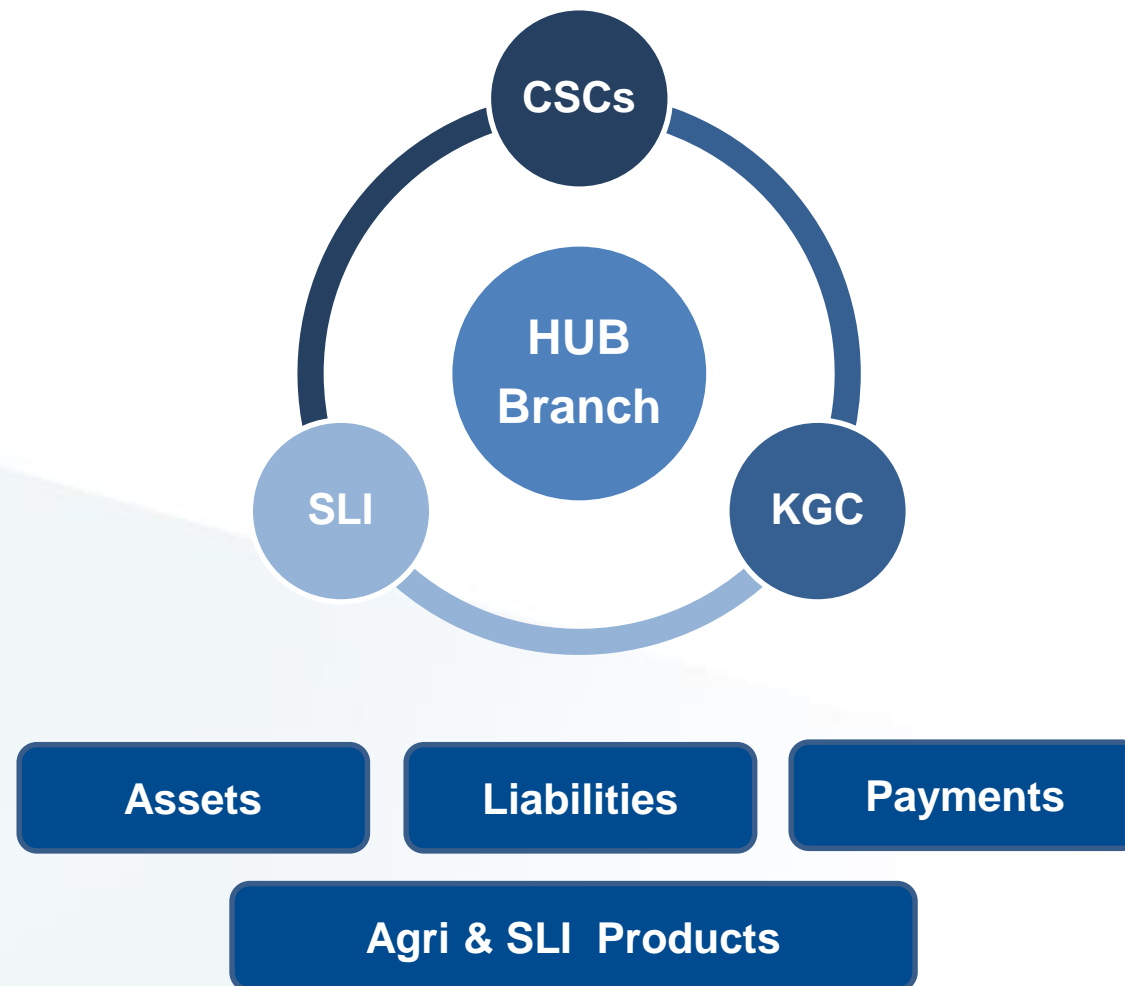 CSCs
HUB
Branch
SLI
KGC
Assets
Liabilities
Payments
Agri & SLI Products